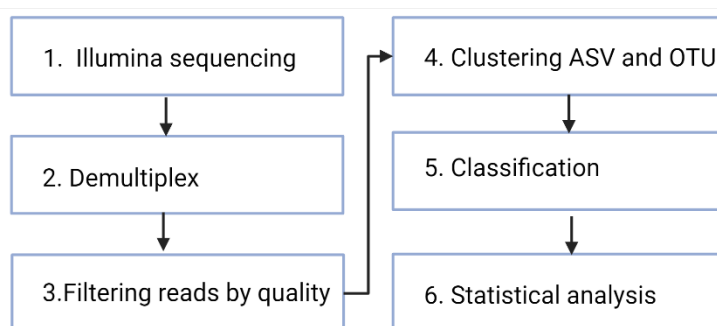 1. Illumina sequencing
2. Demultiplex
3.Filtering reads by quality
4. Clustering ASV and OTU
5. Classification
6. Statistical analysis